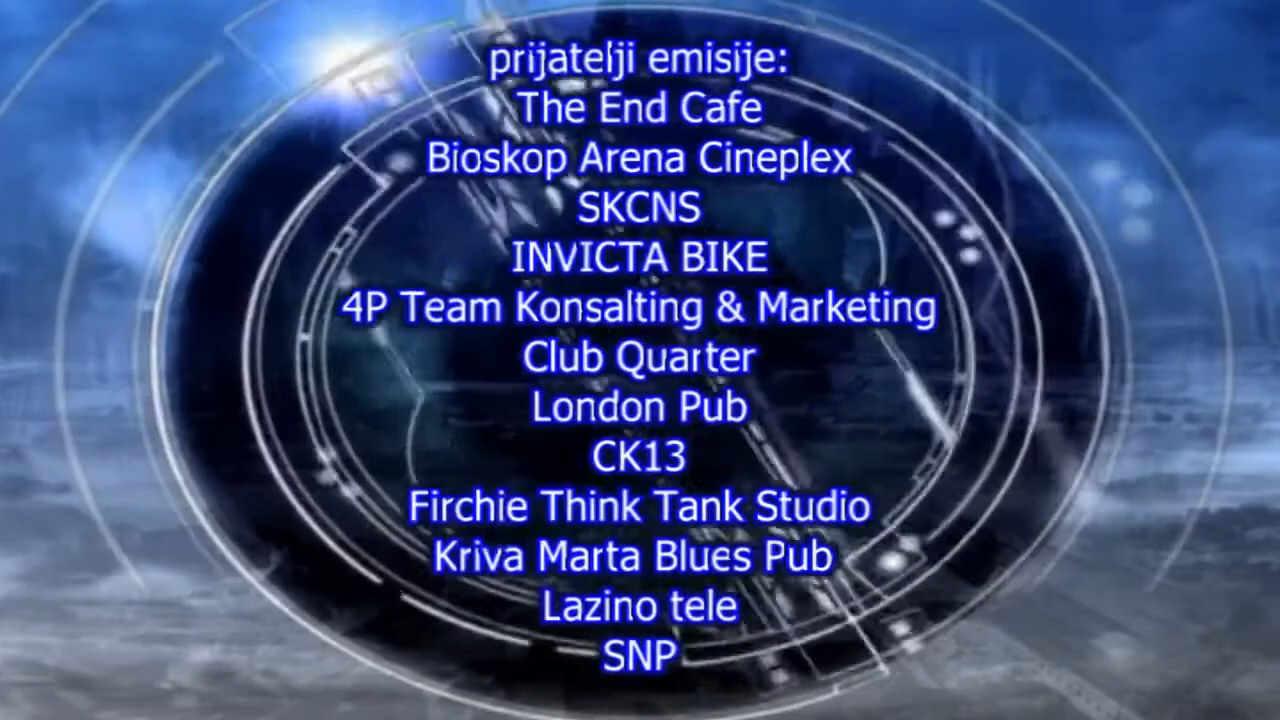 prijatelji emisije:
The End Cafe
Bioskop Arena Cineplex
SKCNS
INVICTA BIKE
4P Team Konsalting & Marketing
Club Quarter
London Pub
CK13
Firchie Think Tank Studio
Kriva Marta Blues Pub
Lazino tele
SNP